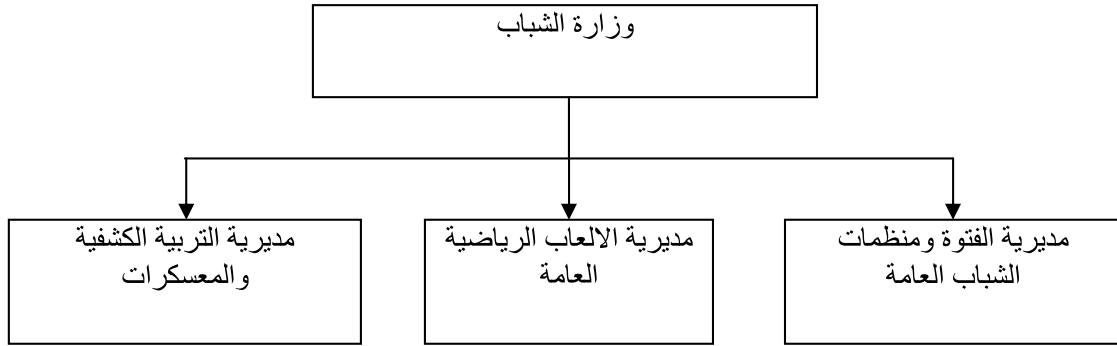 وزارة الشباب
مديرية الفتوة ومنظمات
الشباب العامة
مديرية الالعاب الرياضية
العامة
مديرية التربية الكشفية
والمعسكرات